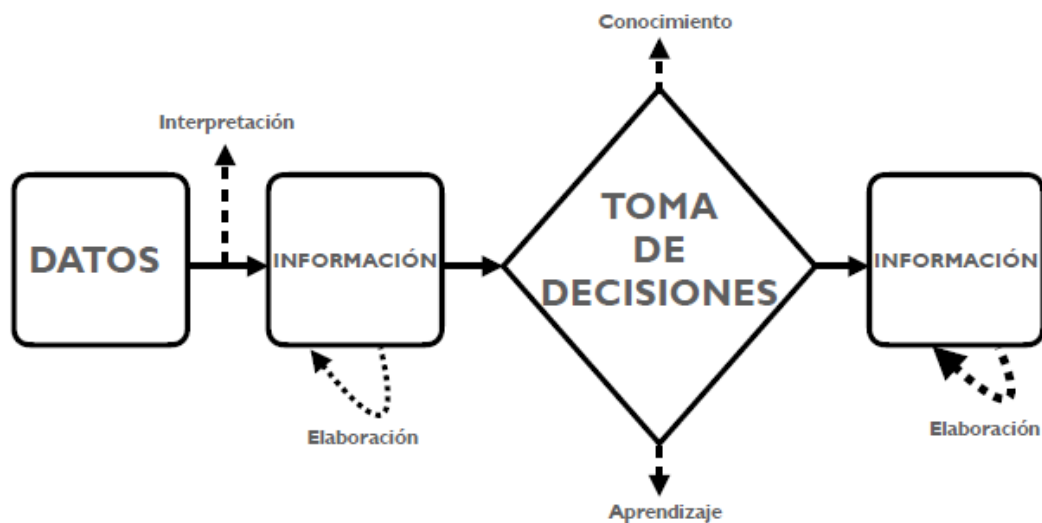 Conocimiento
Interpretación
DATOS
INFORMACIÓN
TOMA
DE
DECISIONES
INFORMACIÓN
Elaboración
Elaboración
Aprendizaje